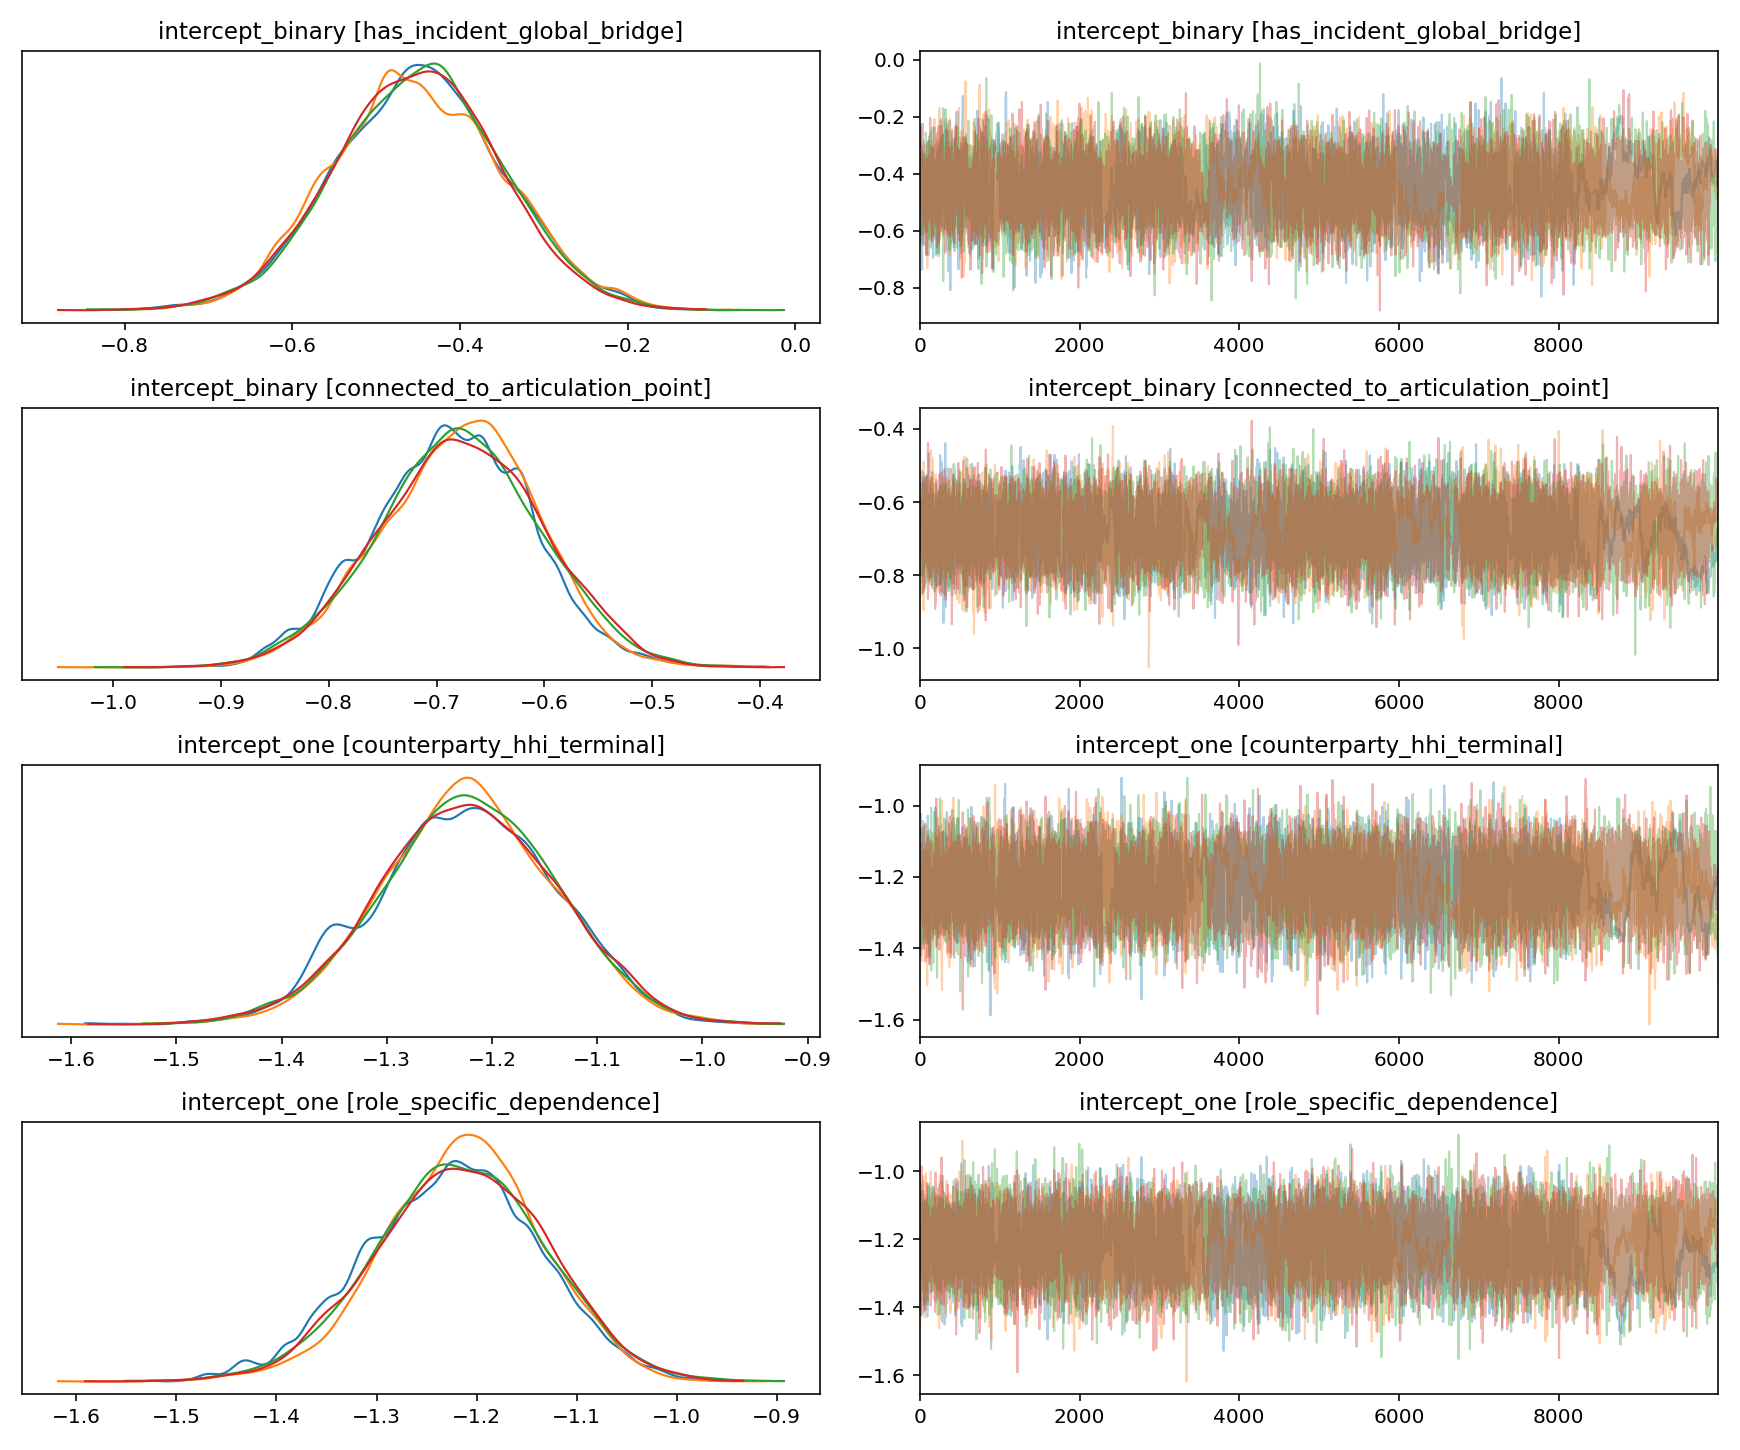 intercept_binary [has_incident_global_bridge]
−0.8 −0.6 −0.4 −0.2 0.0
intercept_binary [has_incident_global_bridge]
0.0
−0.2
−0.4
−0.6
−0.8
0 2000 4000 6000 8000
intercept_binary [connected_to_articulation_point]
−1.0 −0.9 −0.8 −0.7 −0.6 −0.5 −0.4
intercept_binary [connected_to_articulation_point]
−0.4
−0.6
−0.8
−1.0
0 2000 4000 6000 8000
intercept_one [counterparty_hhi_terminal]
−1.6 −1.5 −1.4 −1.3 −1.2 −1.1 −1.0 −0.9
intercept_one [counterparty_hhi_terminal]
−1.0
−1.2
−1.4
−1.6
0 2000 4000 6000 8000
intercept_one [role_specific_dependence]
−1.6 −1.5 −1.4 −1.3 −1.2 −1.1 −1.0 −0.9
intercept_one [role_specific_dependence]
−1.0
−1.2
−1.4
−1.6
0 2000 4000 6000 8000